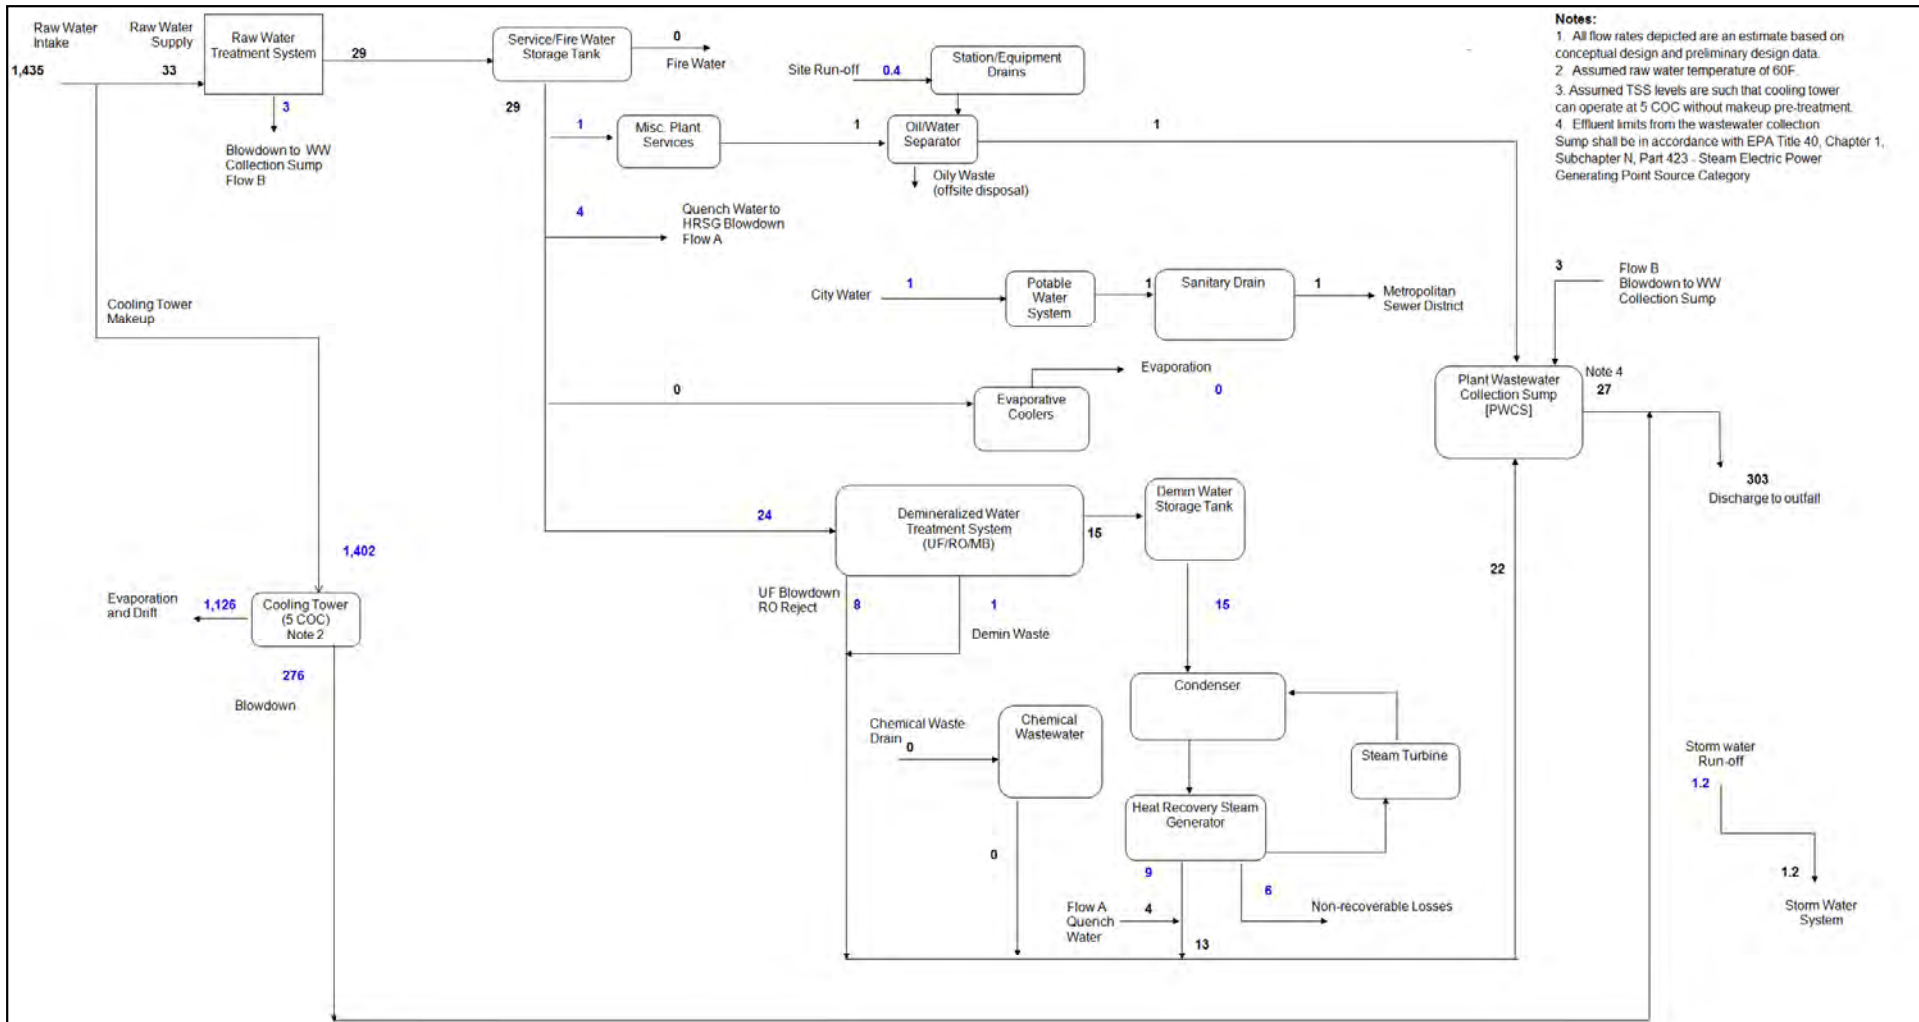 Raw Water
Intake
1,435
Raw Water
Supply
33
Raw Water
Treatment System
29
3
Blowdown to WW
Collection Sump
Flow B
Service/Fire Water
Storage Tank
0
Fire Water
29
Site Run-off
0.4
Station/Equipment
Drains
1
Misc. Plant
Services
1
Oil/Water
Separator
1
Oily Waste
(offsite disposal)
4
Quench Water to
HRSG Blowdown
Flow A
Notes:
1. All flow rates depicted are an estimate based on
conceptual design and preliminary design data.
2. Assumed raw water temperature of 60F.
3. Assumed TSS levels are such that cooling tower
can operate at 5 COC without makeup pre-treatment.
4. Effluent limits from the wastewater collection
Sump shall be in accordance with EPA Title 40, Chapter 1,
Subchapter N, Part 423 - Steam Electric Power
Generating Point Source Category
City Water
1
Potable
Water
System
1
Sanitary Drain
1
Metropolitan
Sewer District
3
Flow B
Blowdown to WW
Collection Sump
Cooling Tower
Makeup
0
Evaporative
Coolers
Evaporation
0
Plant Wastewater
Collection Sump
[PWCS]
Note 4
27
303
Discharge to outfall
24
Demineralized Water
Treatment System
(UF/RO/MB)
15
Demin Water
Storage Tank
22
1,402
Evaporation
and Drift
1,126
Cooling Tower
(5 COC)
Note 2
276
Blowdown
UF Blowdown
RO Reject
8
1
Demin Waste
15
Condenser
Chemical Waste
Drain
0
Chemical
Wastewater
0
Steam Turbine
Heat Recovery Steam
Generator
9
6
Flow A
Quench
Water
4
13
Non-recoverable Losses
Storm water
Run-off
1.2
1.2
Storm Water
System